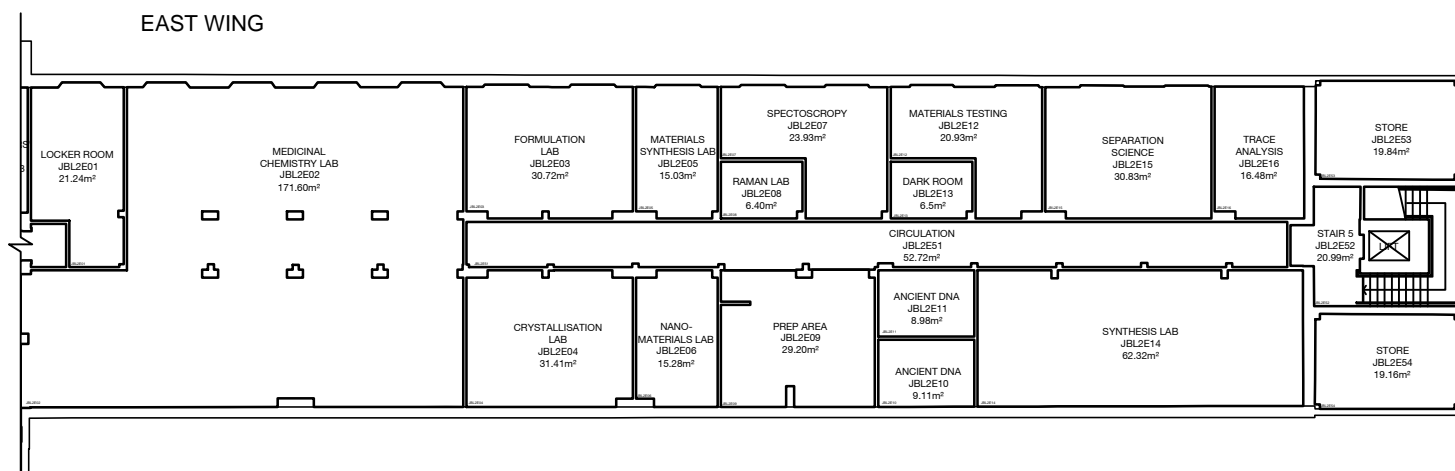 EAST WING
LOCKER ROOM
JBL2E01
21.24m²
MEDICINAL
CHEMISTRY LAB
JBL2E02
171.60m²
FORMULATION
LAB
JBL2E03
30.72m²
MATERIALS
SYNTHESIS LAB
JBL2E05
15.03m²
SPECTOSCROPY
JBL2E07
23.93m²
RAMAN LAB
JBL2E08
6.40m²
MATERIALS TESTING
JBL2E12
20.93m²
DARK ROOM
JBL2E13
6.5m²
SEPARATION
SCIENCE
JBL2E15
30.83m²
TRACE
ANALYSIS
JBL2E16
16.48m²
STORE
JBL2E53
19.84m²
CIRCULATION
JBL2E51
52.72m²
STAIR 5
JBL2E52
20.99m²
LIFT
CRYSTALLISATION
LAB
JBL2E04
31.41m²
NANO-
MATERIALS LAB
JBL2E06
15.28m²
PREP AREA
JBL2E09
29.20m²
ANCIENT DNA
JBL2E11
8.98m²
ANCIENT DNA
JBL2E10
9.11m²
SYNTHESIS LAB
JBL2E14
62.32m²
STORE
JBL2E54
19.16m²